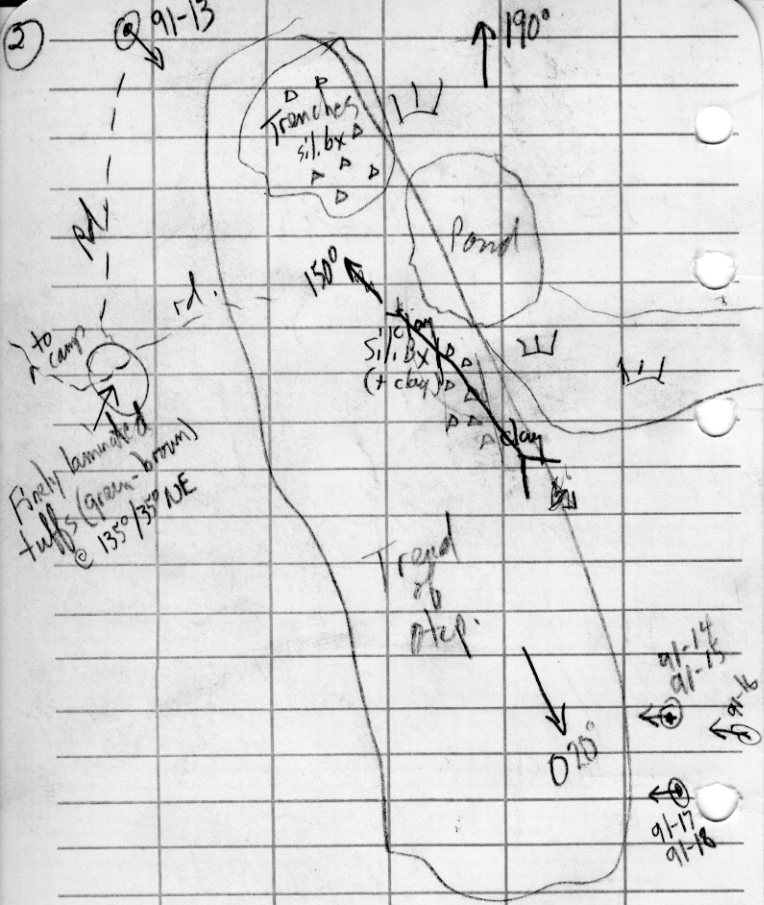 2
91-13
190°
Trenches
sil. bx
Pond
rd.
rd.
150°
clay
Sil. Bx
(+ clay)
clay
to
camp
Finely laminated
tuffs (green-brown)
@ 135°/35° NE
Trend
of
otcp.
020°
91-14
91-15
91-16
91-17
91-18